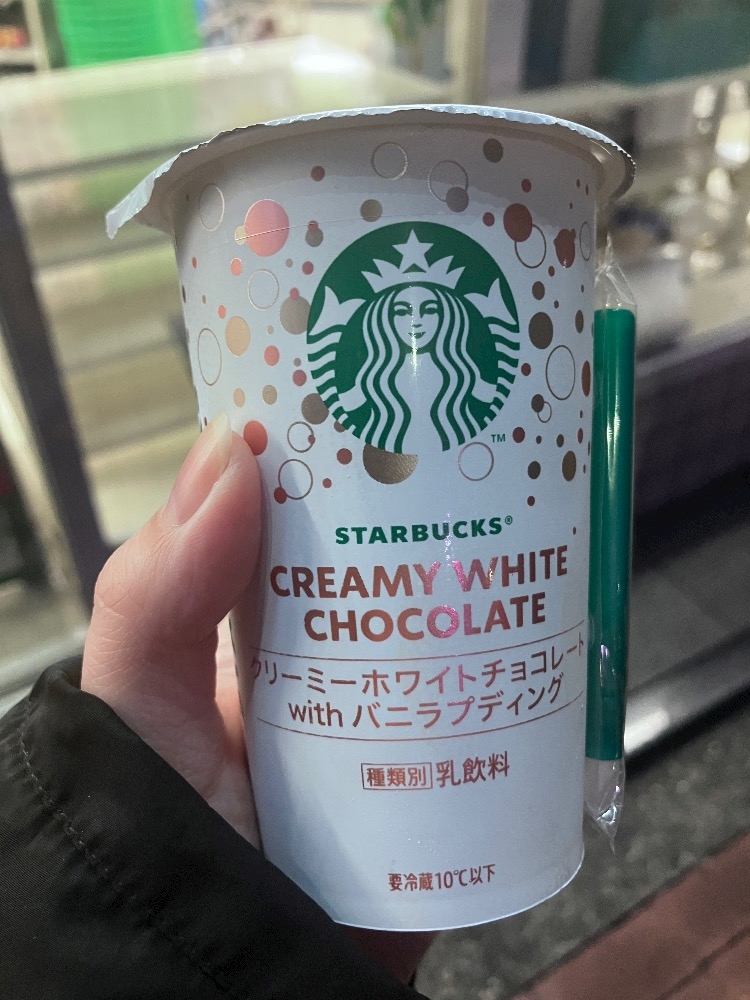 TM
STARBUCKS®
CREAMY WHITE
CHOCOLATE
クリーミーホワイトチョコレート
with バニラプディング
種類別 乳飲料
要冷蔵10℃以下